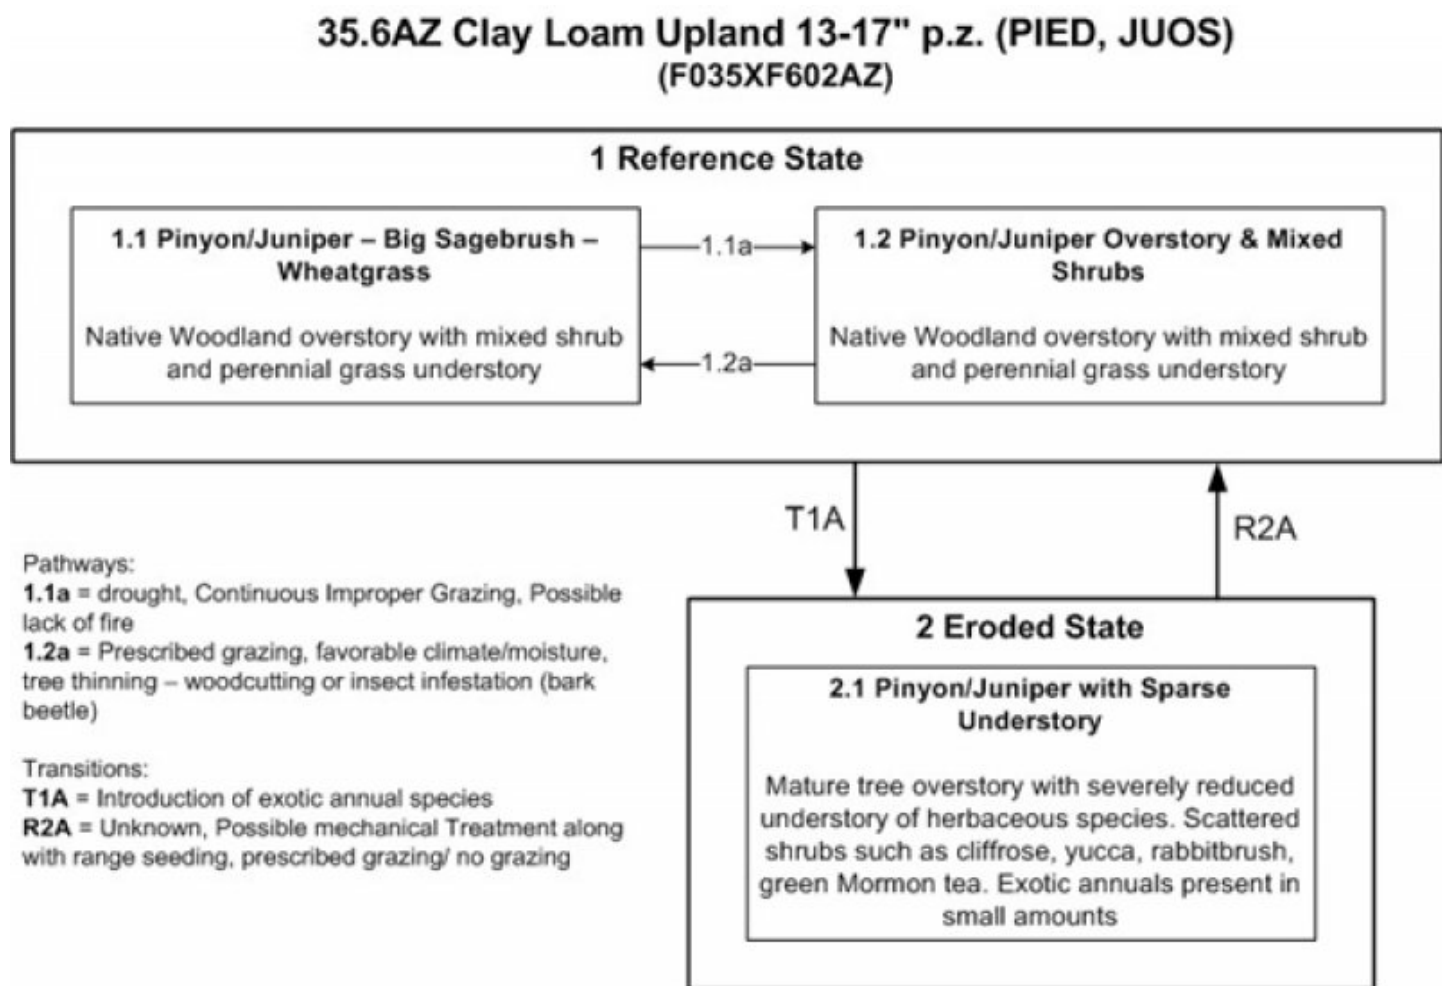 35.6AZ Clay Loam Upland 13-17" p.z. (PIED, JUOS)
(F035XF602AZ)
1 Reference State
1.1 Pinyon/Juniper – Big Sagebrush –
Wheatgrass
Native Woodland overstory with mixed shrub
and perennial grass understory
1.1a
1.2a
1.2 Pinyon/Juniper Overstory & Mixed
Shrubs
Native Woodland overstory with mixed shrub
and perennial grass understory
T1A
R2A
Pathways:
1.1a = drought, Continuous Improper Grazing, Possible
lack of fire
1.2a = Prescribed grazing, favorable climate/moisture,
tree thinning – woodcutting or insect infestation (bark
beetle)
Transitions:
T1A = Introduction of exotic annual species
R2A = Unknown, Possible mechanical Treatment along
with range seeding, prescribed grazing/ no grazing
2 Eroded State
2.1 Pinyon/Juniper with Sparse
Understory
Mature tree overstory with severely reduced
understory of herbaceous species. Scattered
shrubs such as cliffrose, yucca, rabbitbrush,
green Mormon tea. Exotic annuals present in
small amounts